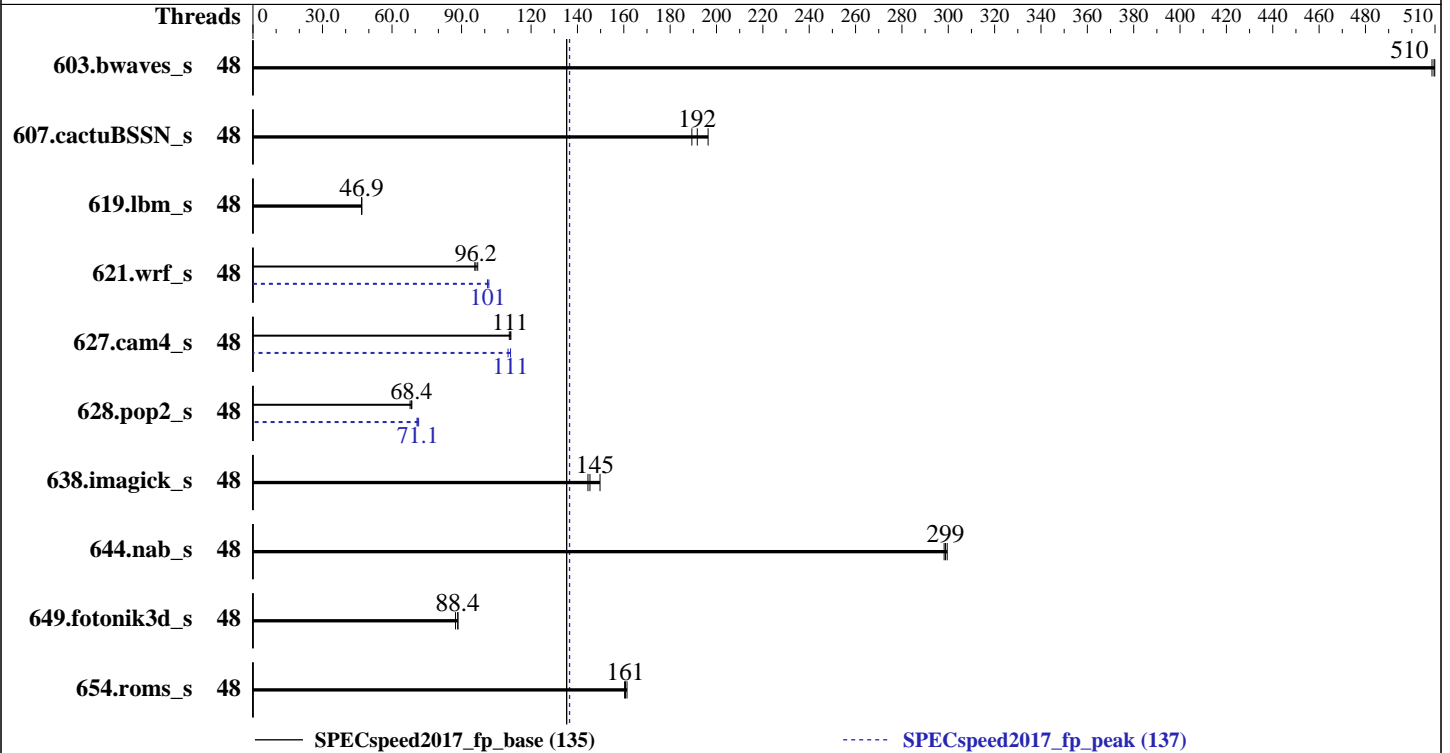 Threads 0 30.0 60.0 90.0 120 140 160 180 200 220 240 260 280 300 320 340 360 380 400 420 440 460 480 510
603.bwaves_s 48 510
607.cactuBSSN_s 48 192
619.lbm_s 48 46.9
621.wrf_s 48 96.2
101
627.cam4_s 48 111
111
628.pop2_s 48 68.4
71.1
638.imagick_s 48 145
644.nab_s 48 299
649.fotonik3d_s 48 88.4
654.roms_s 48 161
SPECspeed2017_fp_base (135) SPECspeed2017_fp_peak (137)